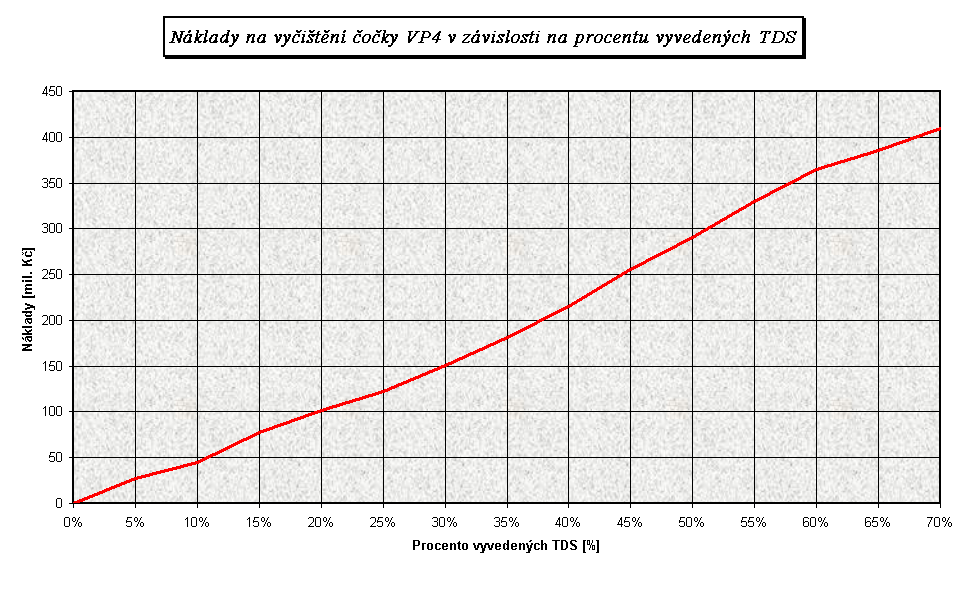 Náklady na vyčištění čočky VP4 v závislosti na procentu vyvedených TDS
450
400
350
300
250
200
150
100
50
0
Náklady [mil. Kč]
0% 5% 10% 15% 20% 25% 30% 35% 40% 45% 50% 55% 60% 65% 70%
Procento vyvedených TDS [%]